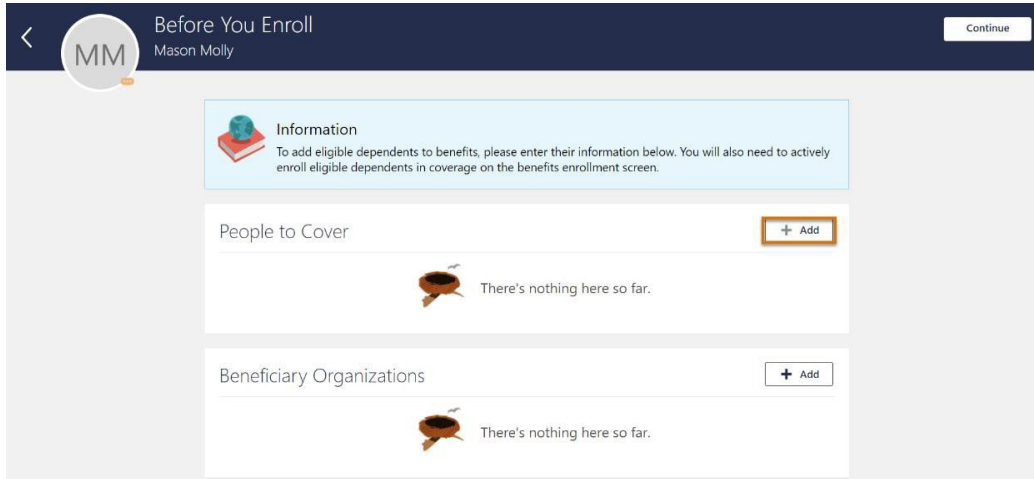 MM
Before You Enroll
Mason Molly
Continue
Information
To add eligible dependents to benefits, please enter their information below. You will also need to actively
enroll eligible dependents in coverage on the benefits enrollment screen.
People to Cover
+ Add
There's nothing here so far.
Beneficiary Organizations
+ Add
There's nothing here so far.